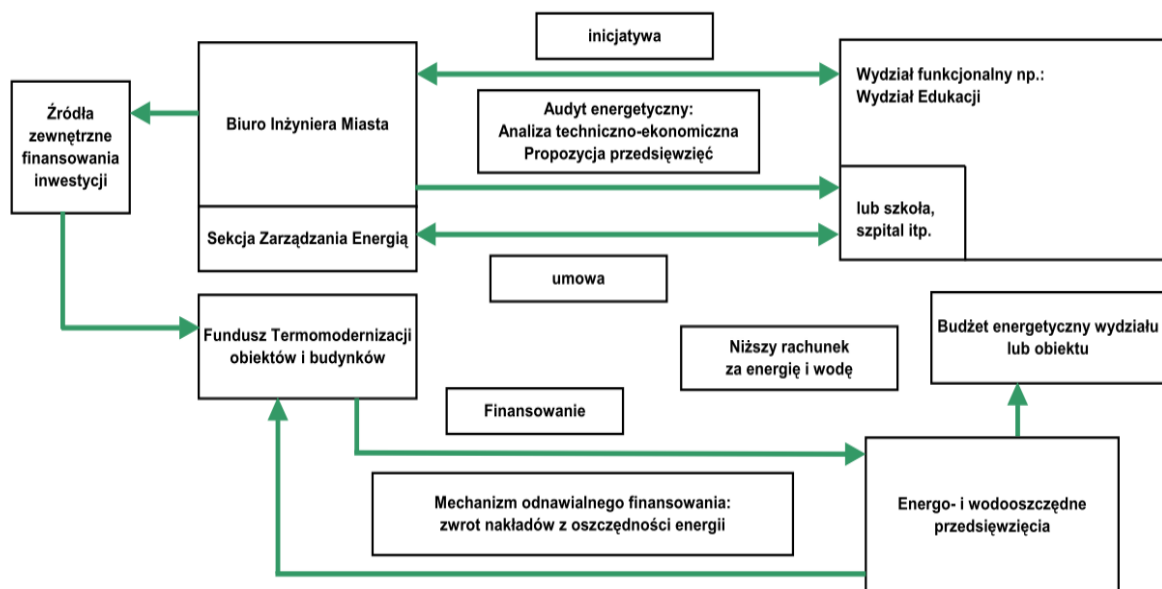 inicjatywa
Wydział funkcjonalny np.:
Wydział Edukacji
Źródła
zewnętrzne
finansowania
inwestycji
Biuro Inżyniera Miasta
Audyt energetyczny:
Analiza techniczno-ekonomiczna
Propozycja przedsięwzięć
lub szkoła,
szpital itp.
Sekcja Zarządzania Energią
umowa
Fundusz Termomodernizacji
obiektów i budynków
Niższy rachunek
za energię i wodę
Budżet energetyczny wydziału
lub obiektu
Finansowanie
Mechanizm odnawialnego finansowania:
zwrot nakładów z oszczędności energii
Energo- i wodooszczędne
przedsięwzięcia